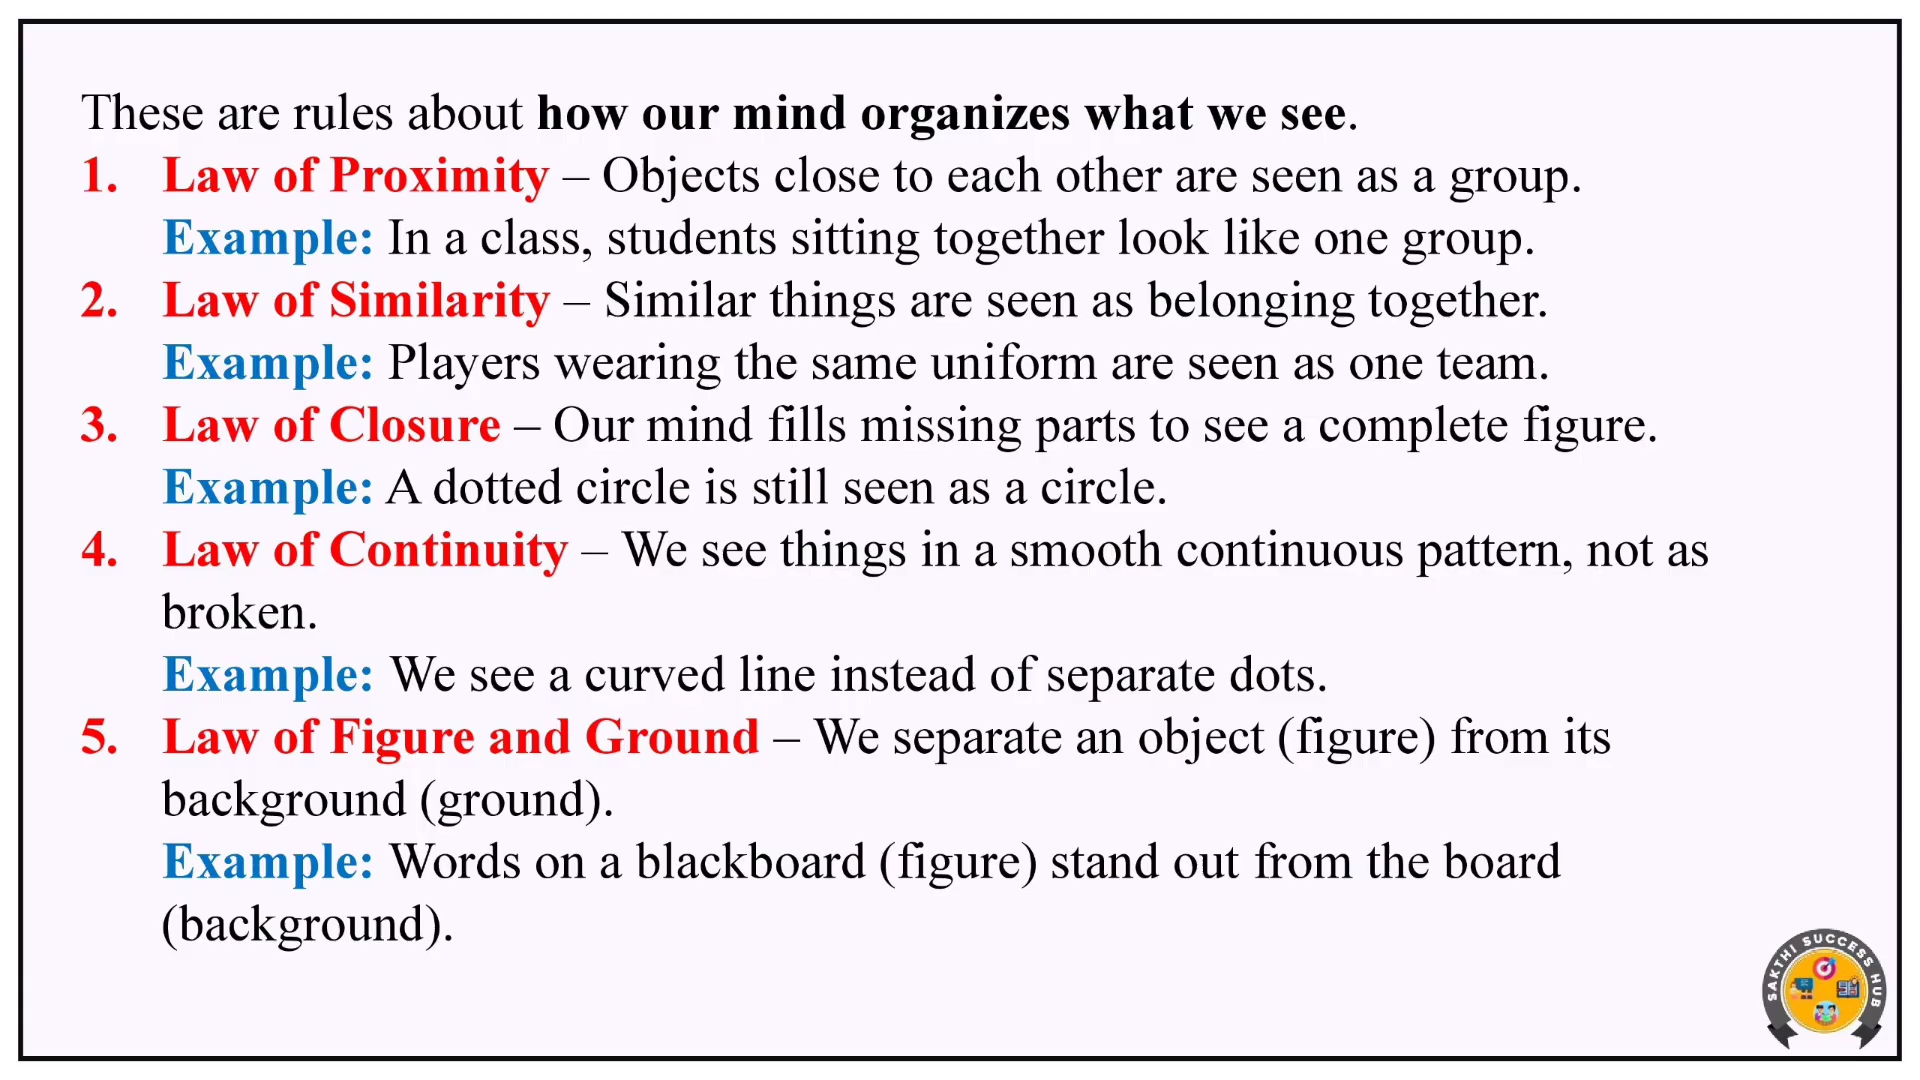 These are rules about how our mind organizes what we see.
1. Law of Proximity – Objects close to each other are seen as a group.
Example: In a class, students sitting together look like one group.
2. Law of Similarity – Similar things are seen as belonging together.
Example: Players wearing the same uniform are seen as one team.
3. Law of Closure – Our mind fills missing parts to see a complete figure.
Example: A dotted circle is still seen as a circle.
4. Law of Continuity – We see things in a smooth continuous pattern, not as
broken.
Example: We see a curved line instead of separate dots.
5. Law of Figure and Ground – We separate an object (figure) from its
background (ground).
Example: Words on a blackboard (figure) stand out from the board
(background).
SAKTHI SUCCESS HUB